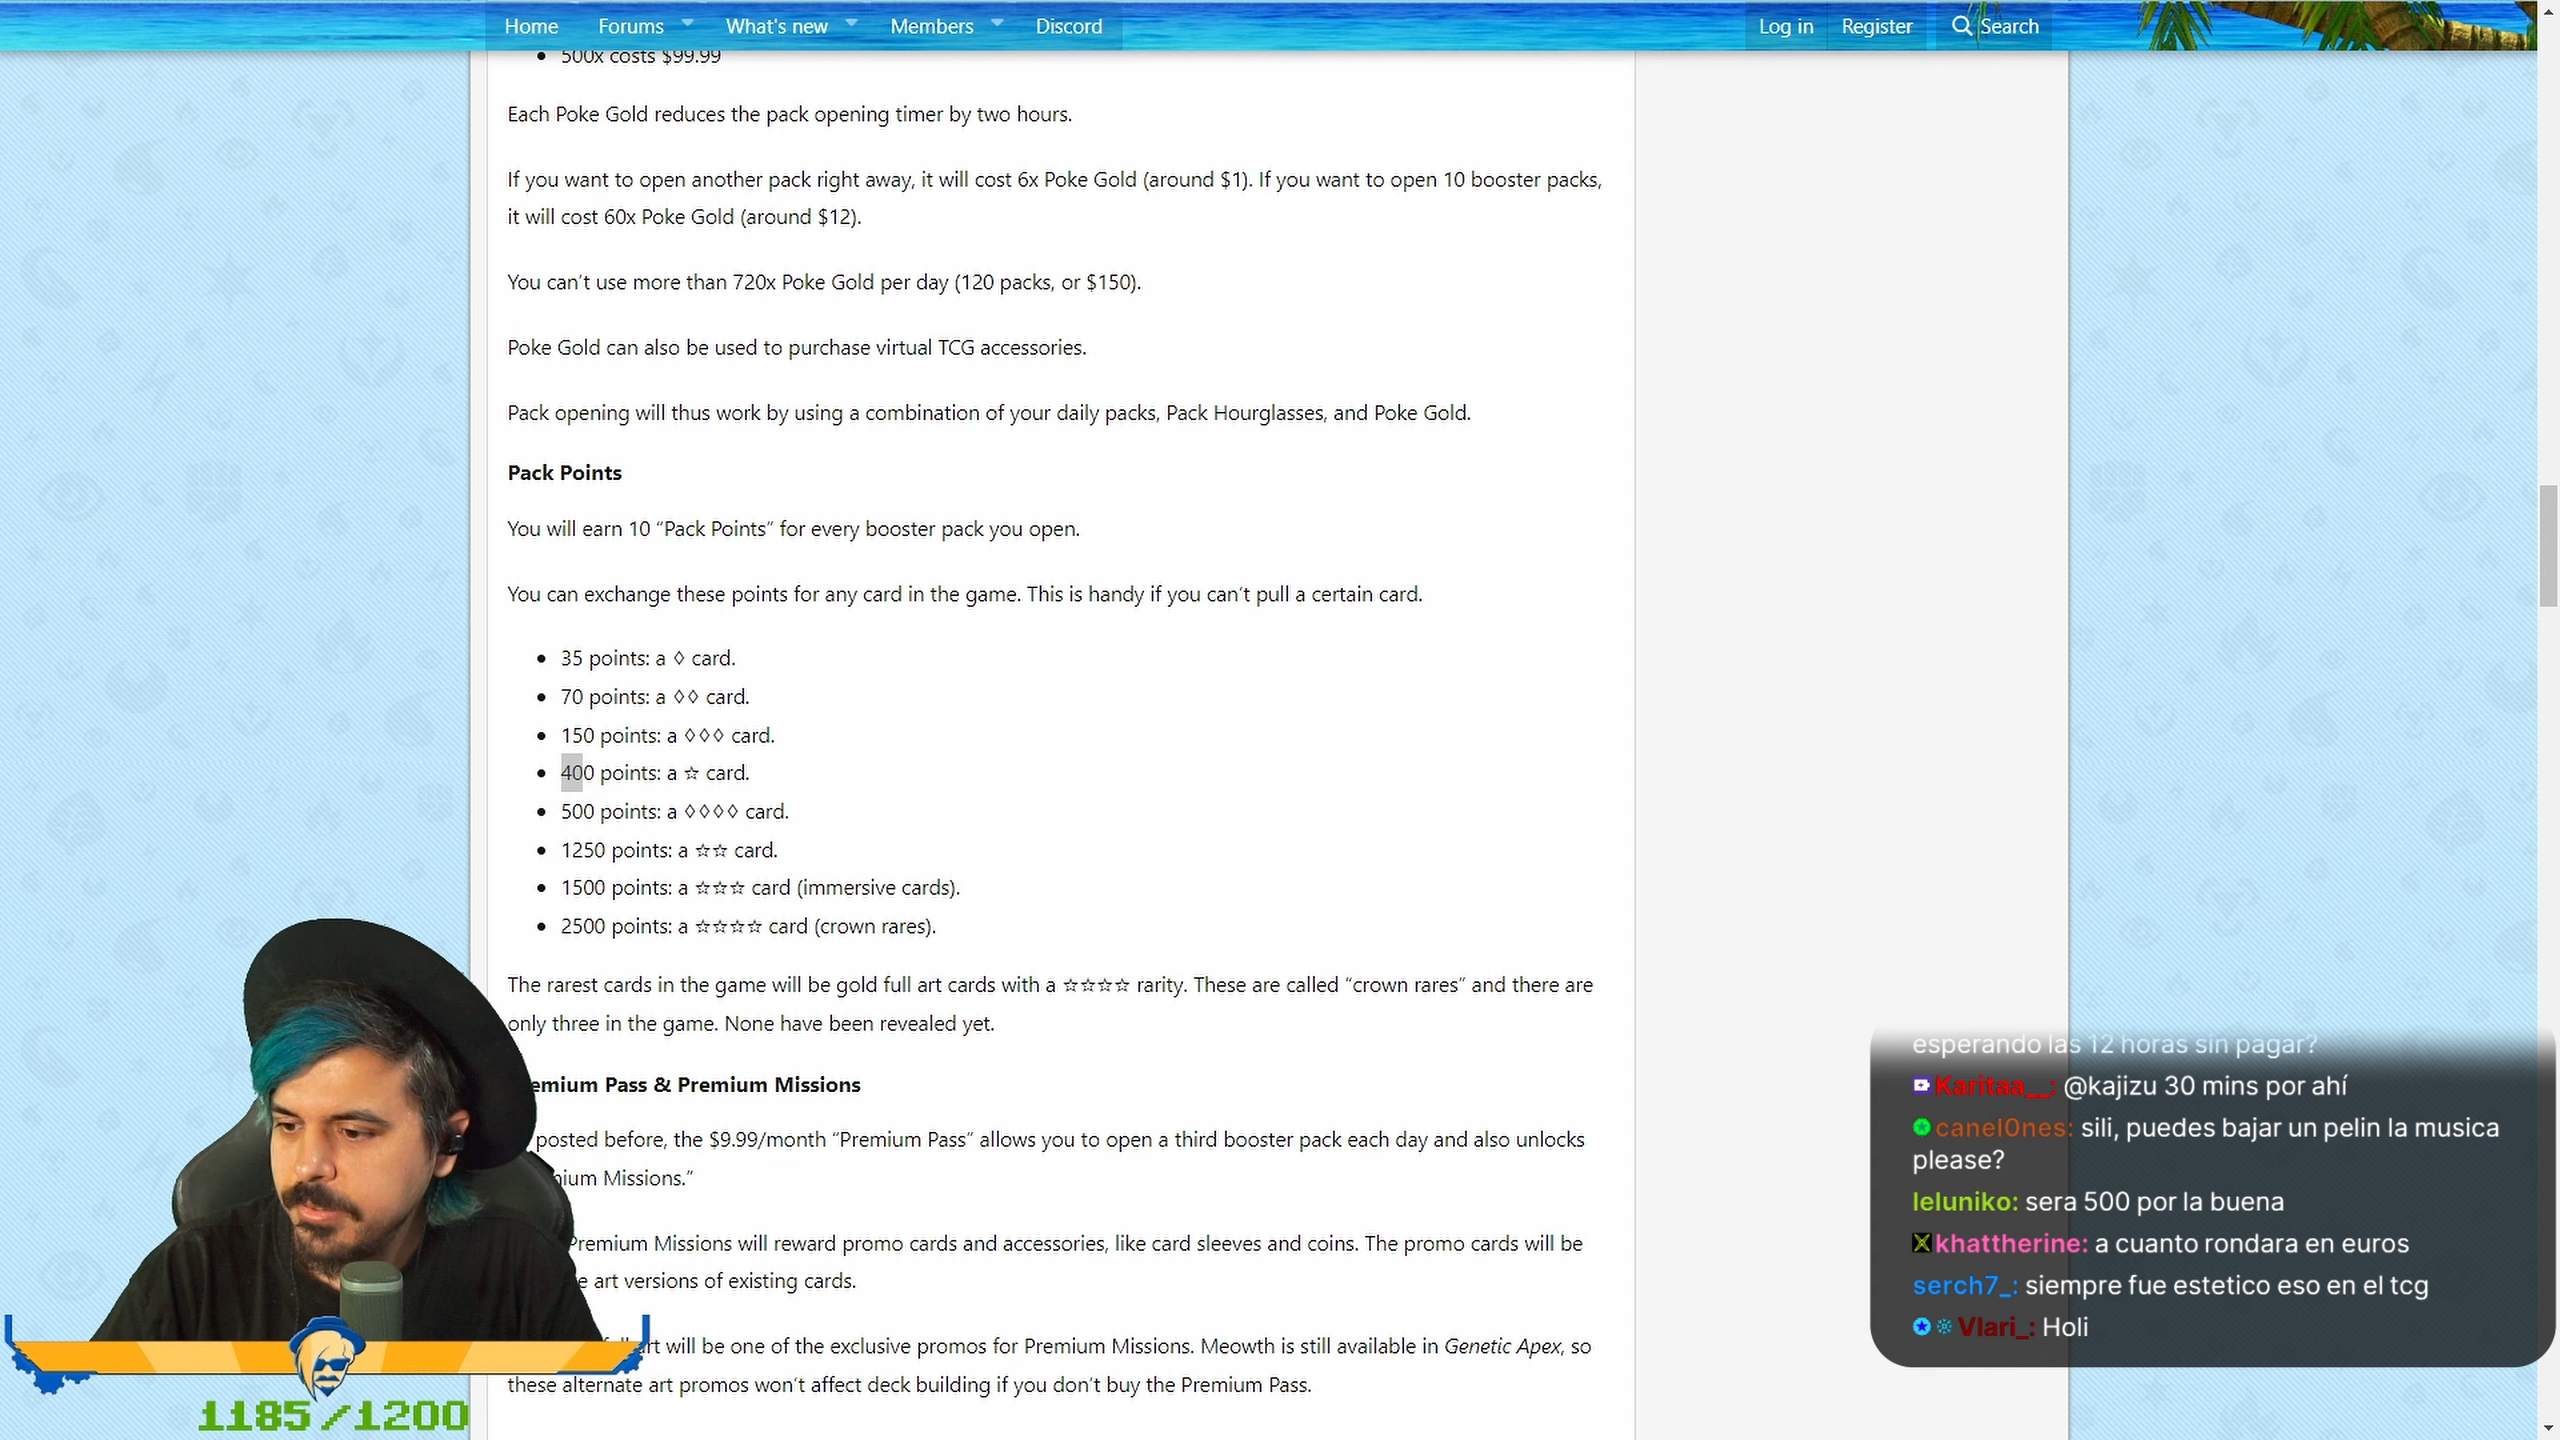 Home Forums What's new Members Discord Log in Register Search
500x costs $99.99
Each Poke Gold reduces the pack opening timer by two hours.
If you want to open another pack right away, it will cost 6x Poke Gold (around $1). If you want to open 10 booster packs,
it will cost 60x Poke Gold (around $12).
You can't use more than 720x Poke Gold per day (120 packs, or $150).
Poke Gold can also be used to purchase virtual TCG accessories.
Pack opening will thus work by using a combination of your daily packs, Pack Hourglasses, and Poke Gold.
Pack Points
You will earn 10 “Pack Points” for every booster pack you open.
You can exchange these points for any card in the game. This is handy if you can't pull a certain card.
• 35 points: a ◊ card.
• 70 points: a ◊◊ card.
• 150 points: a ◊◊◊ card.
• 400 points: a ☆ card.
• 500 points: a ◊◊◊◊ card.
• 1250 points: a ☆☆ card.
• 1500 points: a ☆☆☆ card (immersive cards).
• 2500 points: a ☆☆☆☆ card (crown rares).
The rarest cards in the game will be gold full art cards with a ☆☆☆☆ rarity. These are called “crown rares” and there are
only three in the game. None have been revealed yet.
emium Pass & Premium Missions
posted before, the $9.99/month “Premium Pass” allows you to open a third booster pack each day and also unlocks
ium Missions.”
Premium Missions will reward promo cards and accessories, like card sleeves and coins. The promo cards will be
e art versions of existing cards.
art will be one of the exclusive promos for Premium Missions. Meowth is still available in Genetic Apex, so
these alternate art promos won't affect deck building if you don't buy the Premium Pass.
esperando las 12 horas sin pagar?
Karitaa__: @kajizu 30 mins por ahí
canel0nes: sili, puedes bajar un pelin la musica
please?
leluniko: sera 500 por la buena
khattherine: a cuanto rondara en euros
serch7_: siempre fue estetico eso en el tcg
Vlari_: Holi
1185/1200